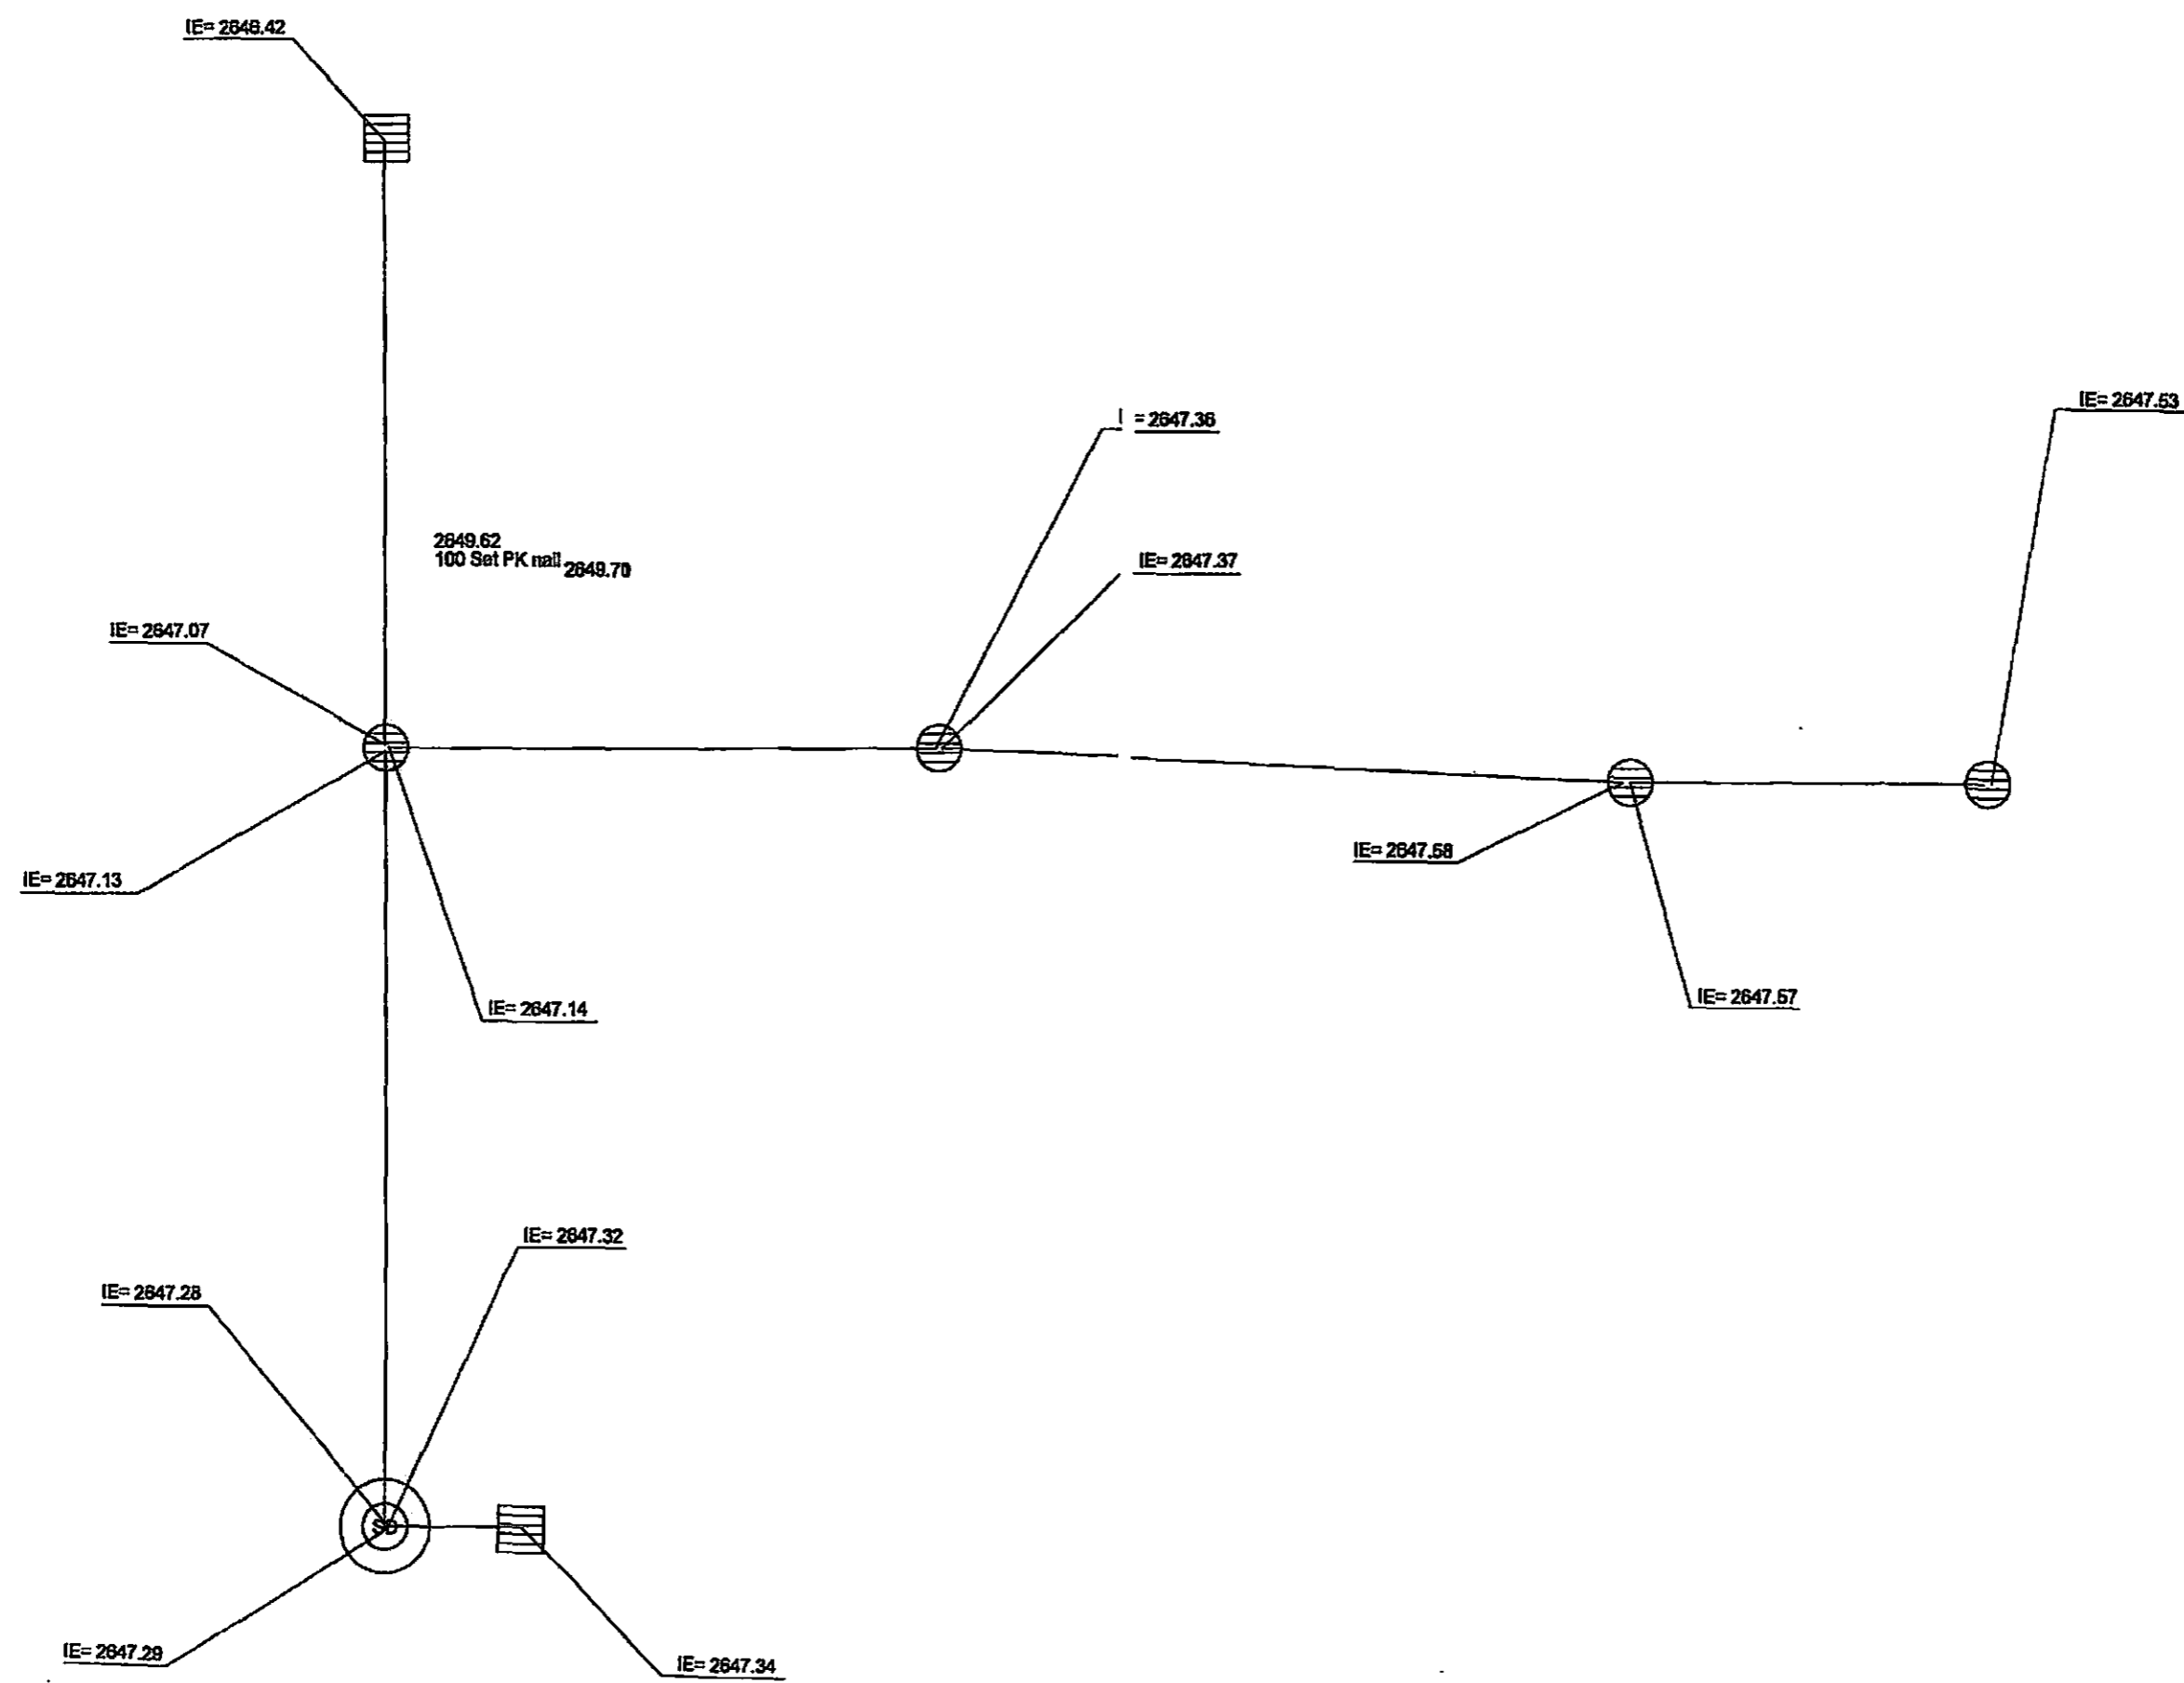 IE= 2646.42
IE= 2647.53
= 2647.36
2649.62
100 Set PK nail
2649.70
IE= 2647.37
IE= 2647.07
IE= 2647.13
IE= 2647.58
IE= 2647.57
IE= 2647.14
IE= 2647.32
IE= 2647.28
SD
IE= 2647.29
IE= 2647.34